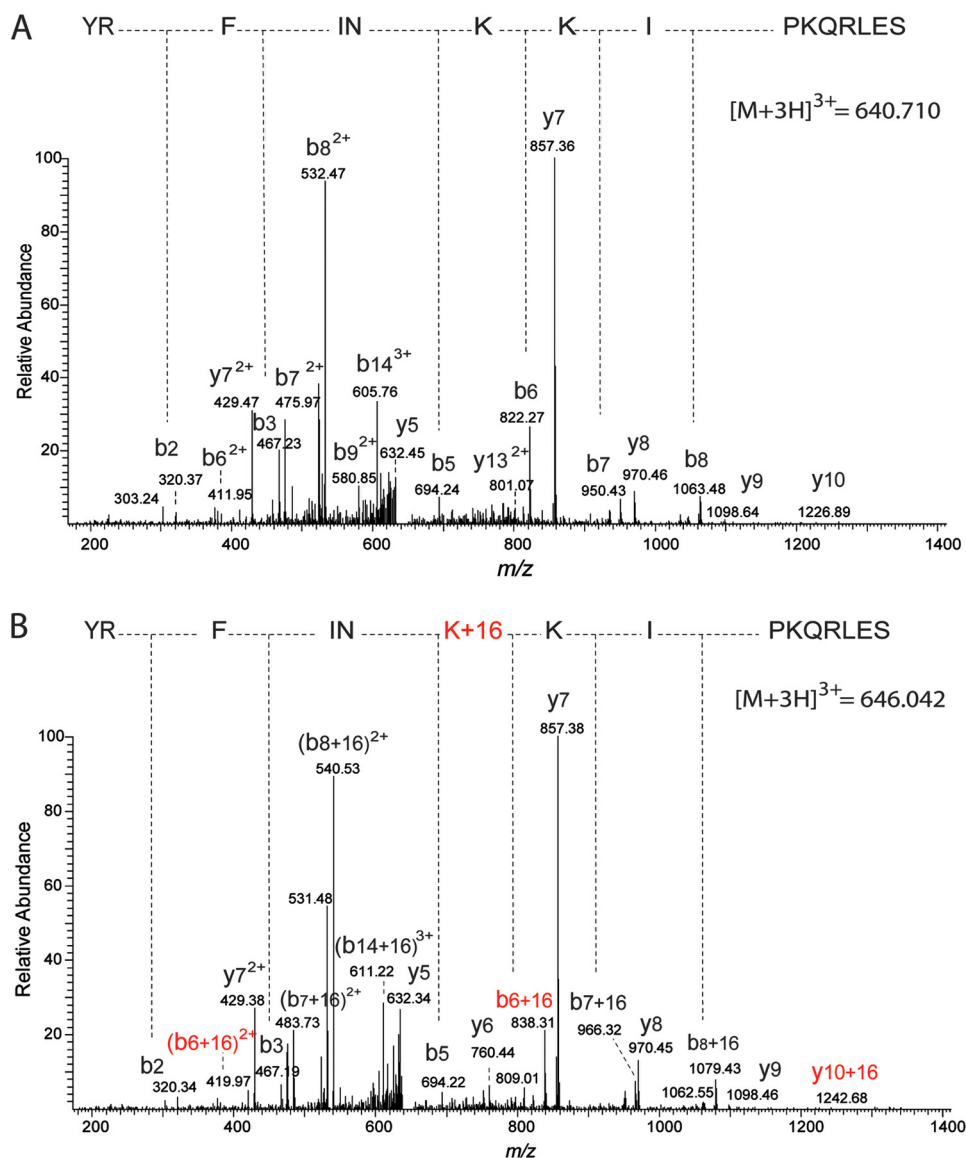 A
YR F IN K K I PKQRLES
[M+3H]3+= 640.710
y7
857.36
100
b8 2+
532.47
80
60
Relative Abundance
40
y7 2+
429.47
b7 2+
475.97
b14 3+
605.76
b6
822.27
b3
467.23
y5
632.45
20
b2
320.37
303.24
b6 2+
411.95
b9 2+
580.85
b5
694.24
y13 2+
801.07
b7
950.43
y8
970.46
b8
1063.48
y9
1098.64
y10
1226.89
200 400 600 800 1000 1200 1400
m/z
B
YR F IN K+16 K I PKQRLES
[M+3H]3+= 646.042
y7
857.38
100
(b8+16)2+
540.53
80
60
531.48
Relative Abundance
40
(b14+16)3+
611.22
y7 2+
429.38
(b7+16)2+
483.73
y5
632.34
b6+16
838.31
b7+16
966.32
20
(b6+16)2+
419.97
b3
467.19
b2
320.34
b5
694.22
y6
760.44
809.01
y8
970.45
b8+16
1079.43
1062.55
y9
1098.46
y10+16
1242.68
200 400 600 800 1000 1200 1400
m/z